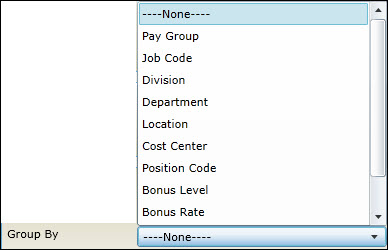 ----None----
Pay Group
Job Code
Division
Department
Location
Cost Center
Position Code
Bonus Level
Bonus Rate
Group By ----None----